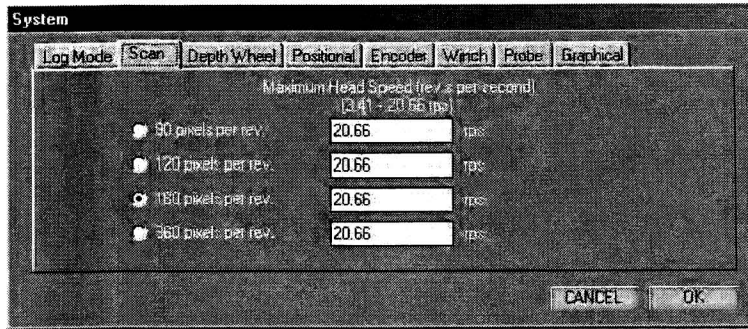 System
Log Mode Scan Depth Wheel Positional Encoder Winch Probe Graphical
Maximum Head Speed (rev.s per second)
(3.41 - 20.66 rps)
90 pixels per rev. 20.66 rps
120 pixels per rev. 20.66 rps
180 pixels per rev. 20.66 rps
360 pixels per rev. 20.66 rps
CANCEL OK